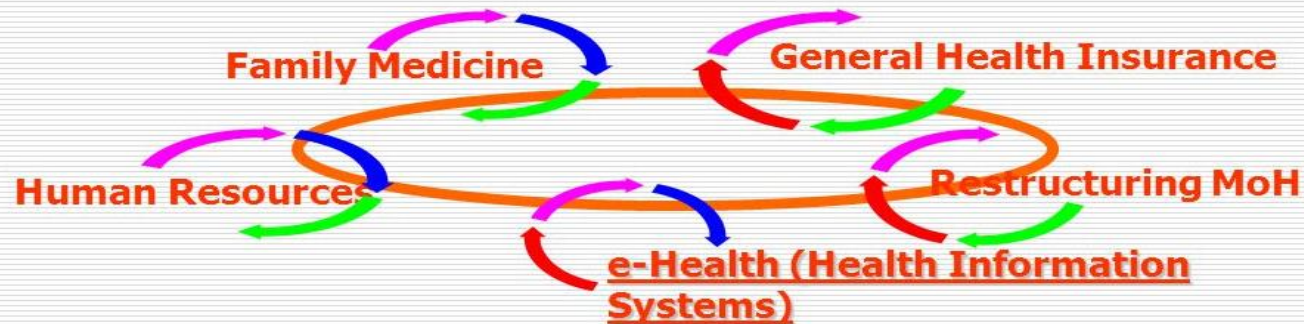 Family Medicine
General Health Insurance
Human Resources
Restructuring MoH
e-Health (Health Information
Systems)